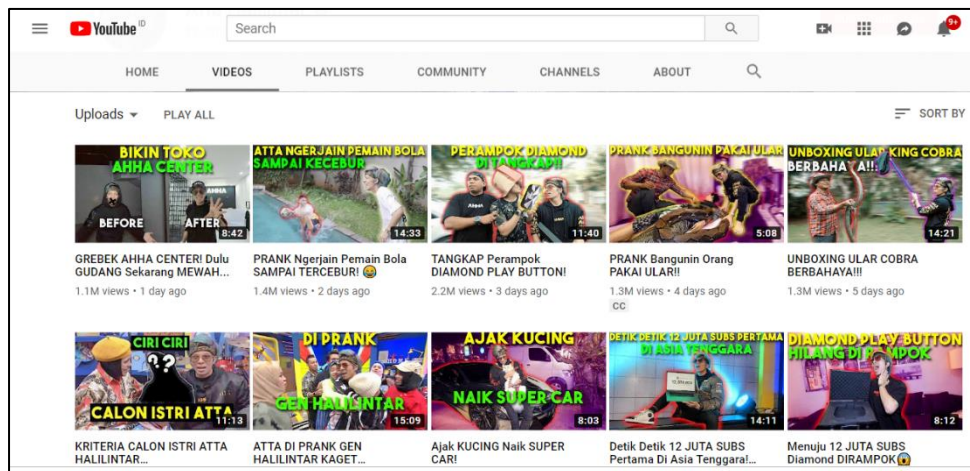 YouTube ID
Search
9+
HOME VIDEOS PLAYLISTS COMMUNITY CHANNELS ABOUT
Uploads PLAY ALL SORT BY
BIKIN TOKO
AHHA CENTER
BEFORE AFTER
8:42
GREBEK AHHA CENTER! Dulu
GUDANG Sekarang MEWAH...
1.1M views • 1 day ago
ATTA NGERJAIN PEMAIN BOLA
SAMPAI KECEBUR
14:33
PRANK Ngerjain Pemain Bola
SAMPAI TERCEBUR! 😂
1.4M views • 2 days ago
PERAMPOK DIAMOND
DI TANGKAP!!
11:40
TANGKAP Perampok
DIAMOND PLAY BUTTON!
2.2M views • 3 days ago
PRANK BANGUNIN PAKAI ULAR
5:08
PRANK Bangunin Orang
PAKAI ULAR!!
1.3M views • 4 days ago
CC
UNBOXING ULAR KING COBRA
BERBAHAYA!!!
14:21
UNBOXING ULAR COBRA
BERBAHAYA!!!
1.3M views • 5 days ago
CIRI CIRI
??
CALON ISTRI ATTA
11:13
KRITERIA CALON ISTRI ATTA
HALILINTAR...
DI PRANK
GEN HALILINTAR
15:09
ATTA DI PRANK GEN
HALILINTAR KAGET...
AJAK KUCING
NAIK SUPER CAR
8:03
Ajak KUCING Naik SUPER
CAR!
DETIK DETIK 12 JUTA SUBS PERTAMA
DI ASIA TENGGARA
14:11
Detik Detik 12 JUTA SUBS
Pertama Di Asia Tenggara!...
DIAMOND PLAY BUTTON
HILANG DI RAMPOK
8:12
Menuju 12 JUTA SUBS
Diamond DIRAMPOK😱